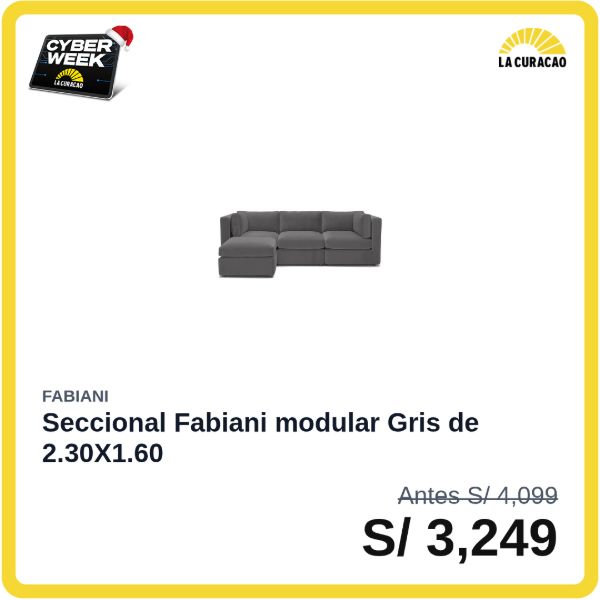 CYBER
WEEK
LA CURACAO
LA CURACAO
FABIANI
Seccional Fabiani modular Gris de
2.30X1.60
Antes S/ 4,099
S/ 3,249